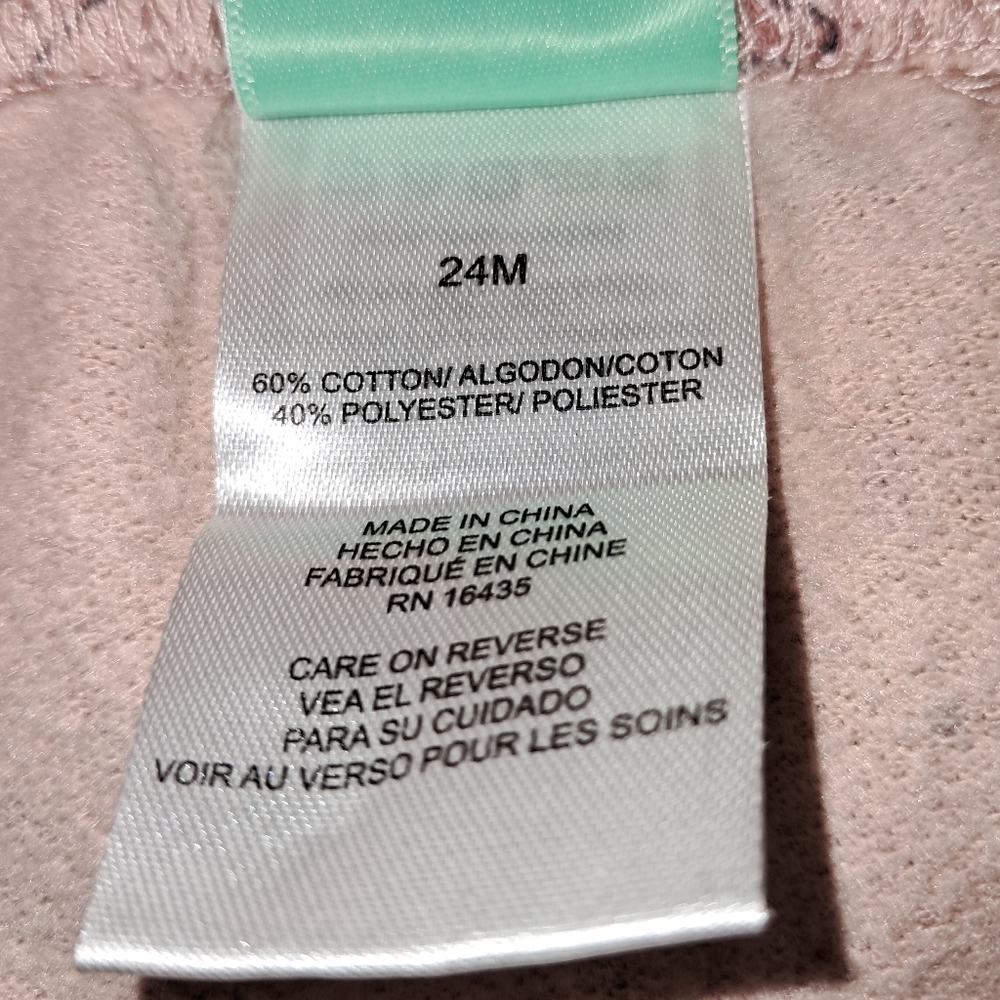 24M
60% COTTON/ ALGODON/COTON
40% POLYESTER/ POLIESTER
MADE IN CHINA
HECHO EN CHINA
FABRIQUÉ EN CHINE
RN 16435
CARE ON REVERSE
VEA EL REVERSO
PARA SU CUIDADO
VOIR AU VERSO POUR LES SOINS